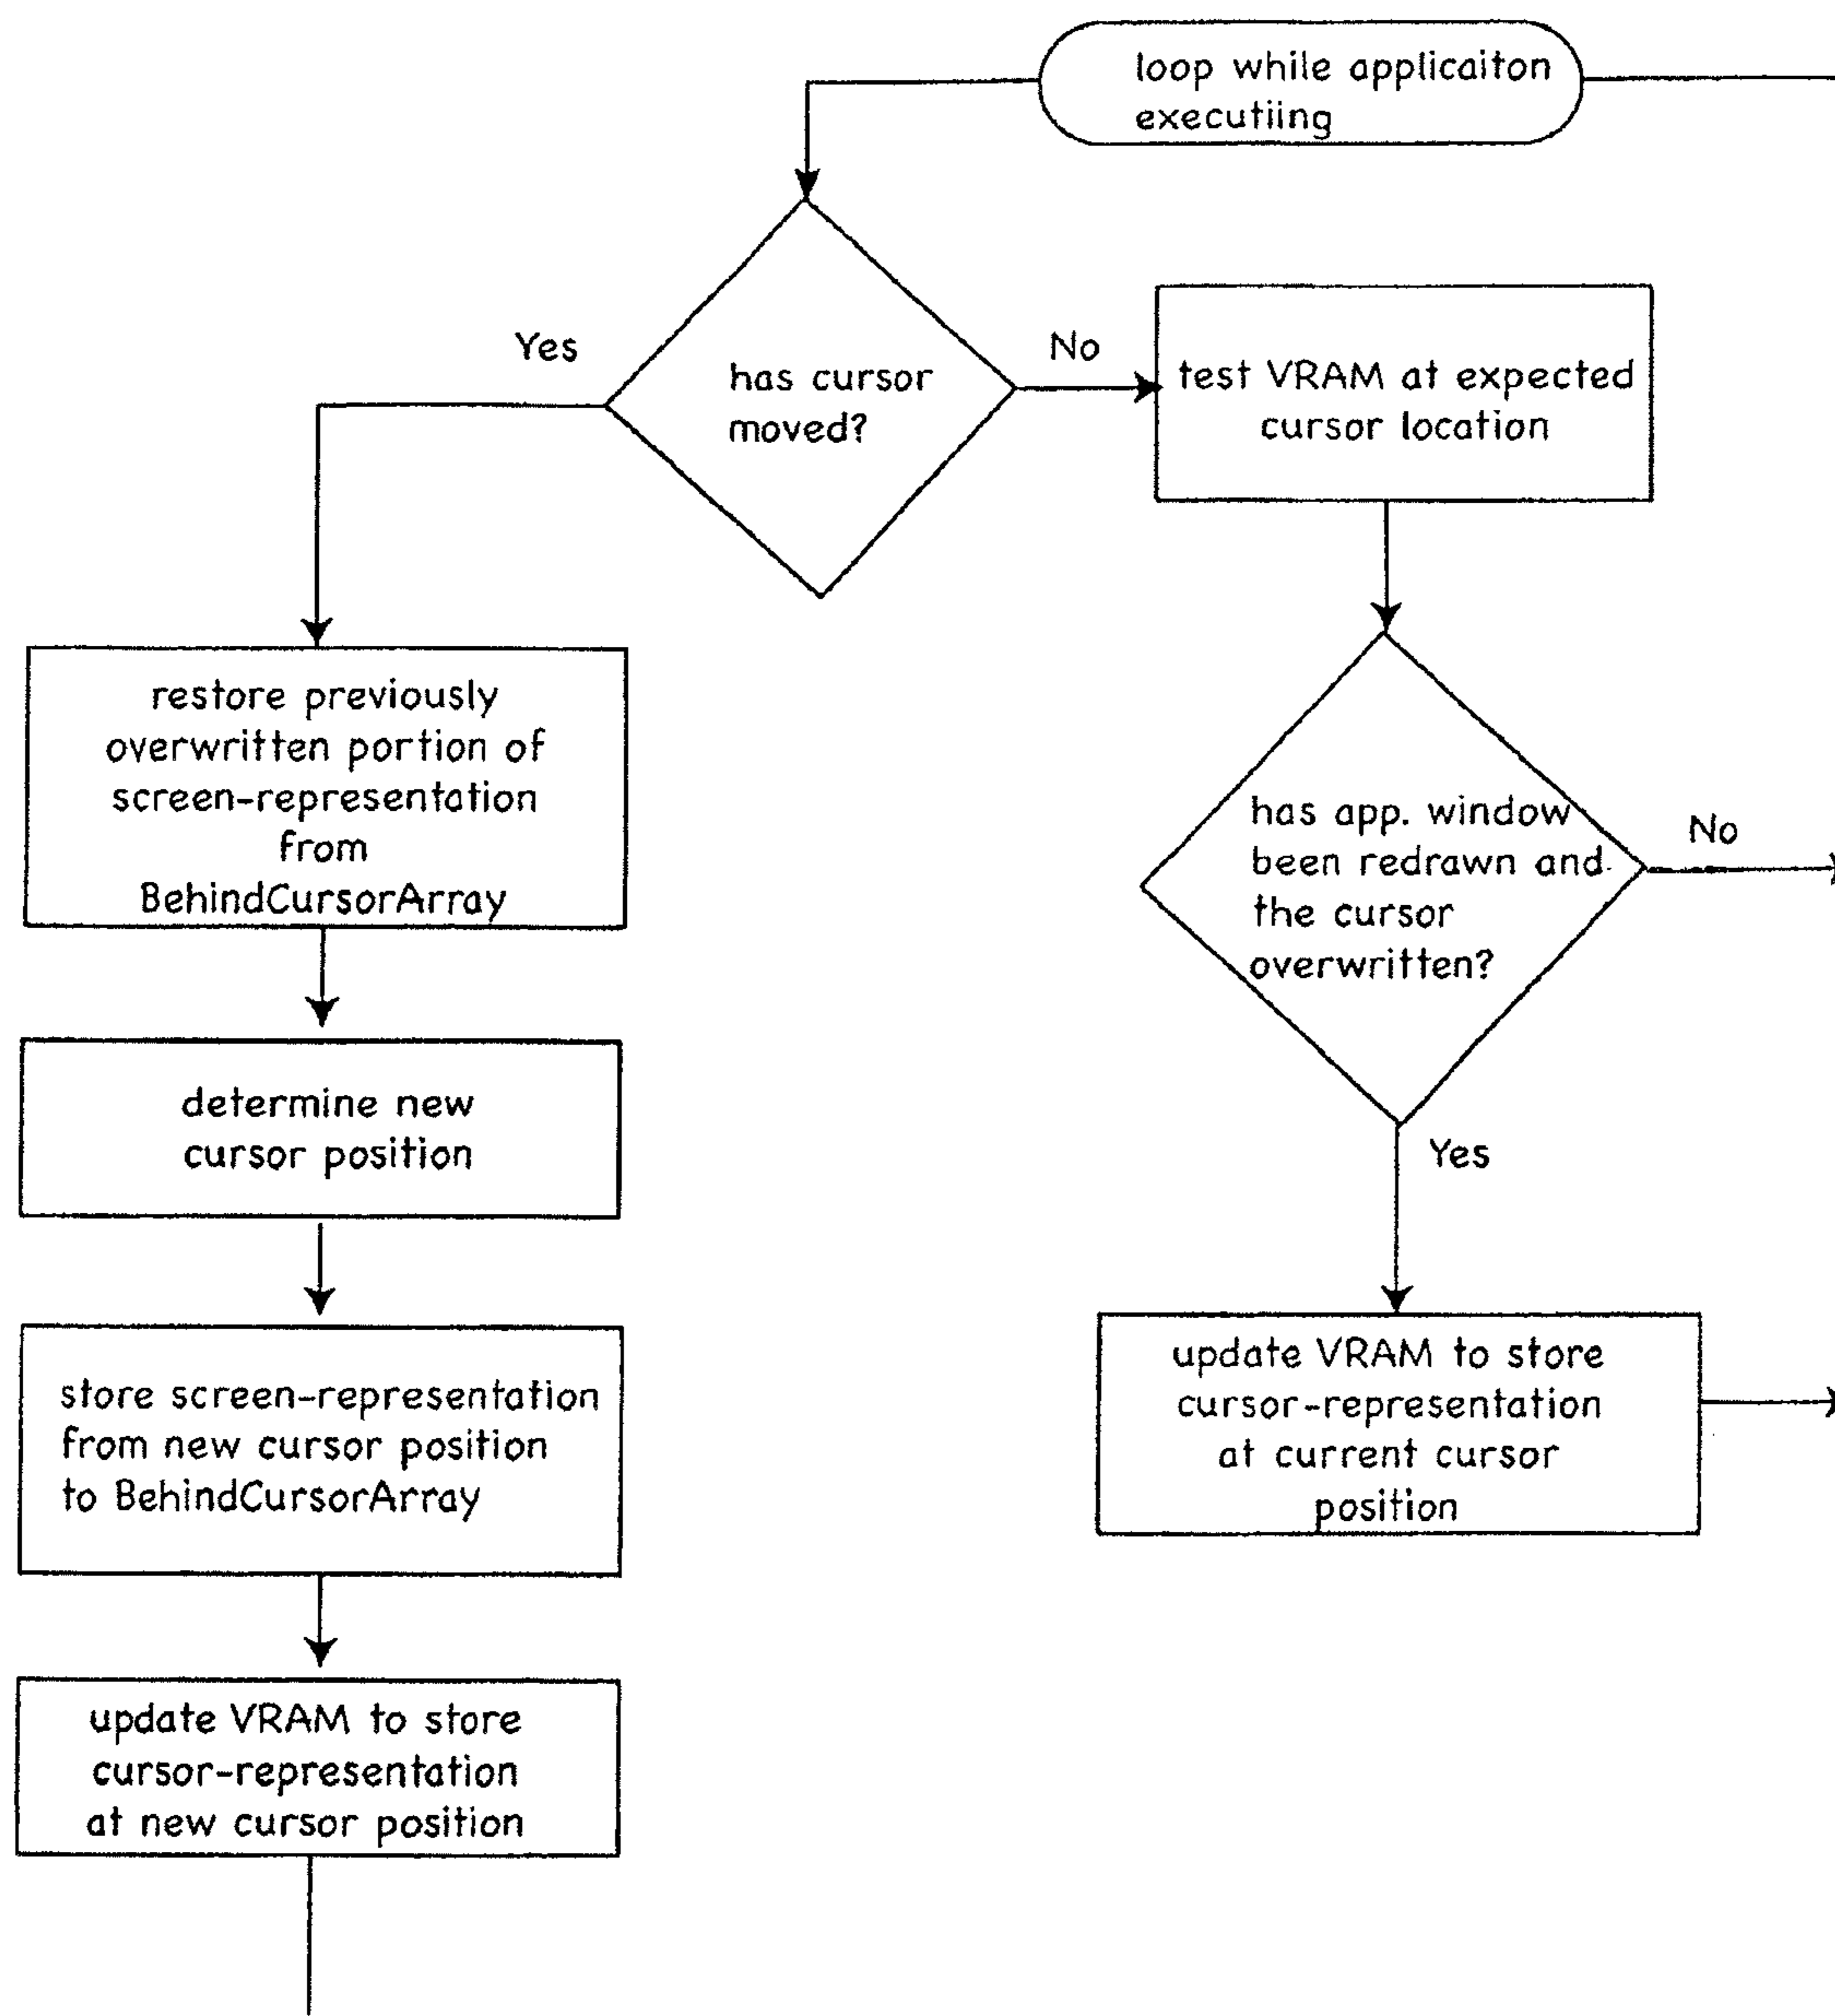 loop while applicaiton
executiing
Yes
has cursor
moved?
No
test VRAM at expected
cursor location
restore previously
overwritten portion of
screen-representation
from
BehindCursorArray
has app. window
been redrawn and
the cursor
overwritten?
No
Yes
determine new
cursor position
store screen-representation
from new cursor position
to BehindCursorArray
update VRAM to store
cursor-representation
at current cursor
position
update VRAM to store
cursor-representation
at new cursor position